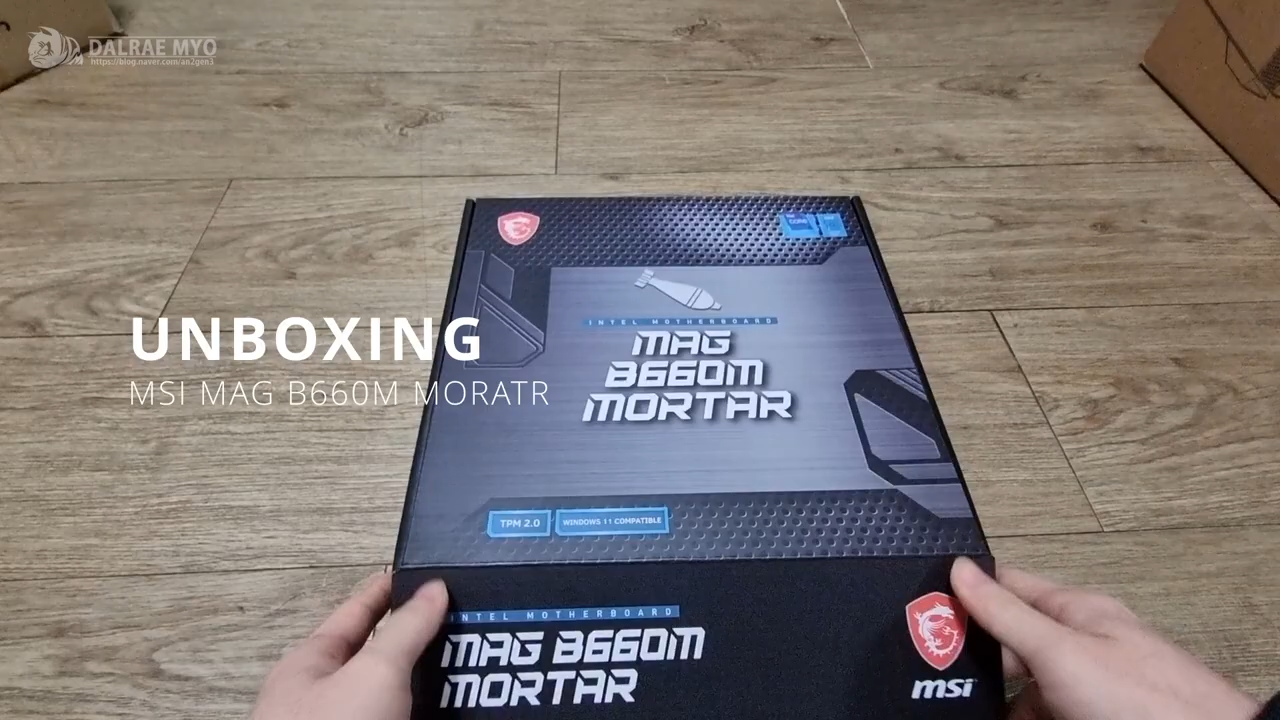 DALRAE MYO
https://blog.naver.com/an2gen3
UNBOXING
MSI MAG B660M MORATR
CORE
INTEL MOTHERBOARD
MAG
B660M
MORTAR
TPM 2.0
WINDOWS 11 COMPATIBLE
INTEL MOTHERBOARD
MAG B660M
MORTAR
msi